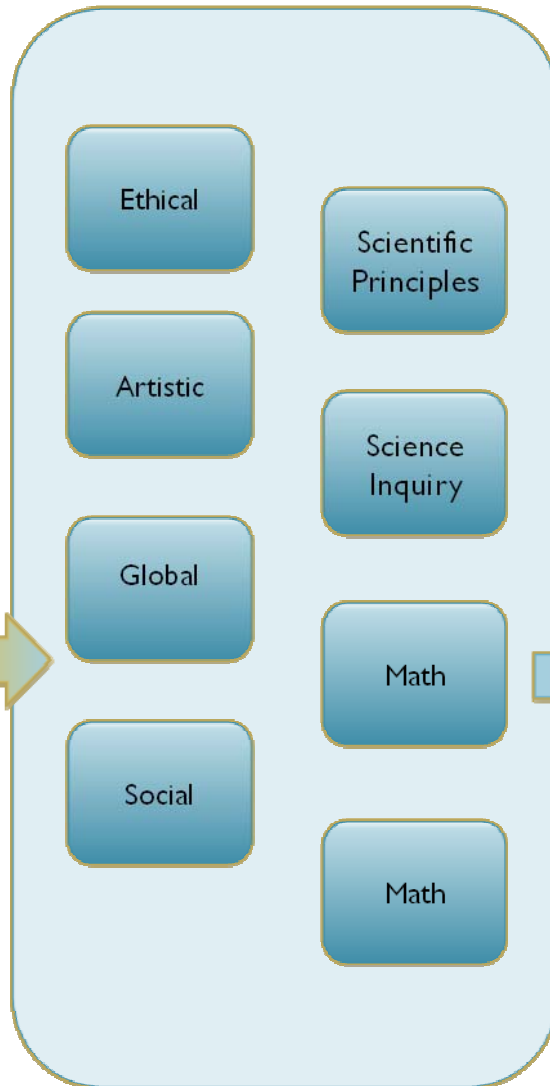 Ethical
Artistic
Global
Social
Scientific
Principles
Science
Inquiry
Math
Math